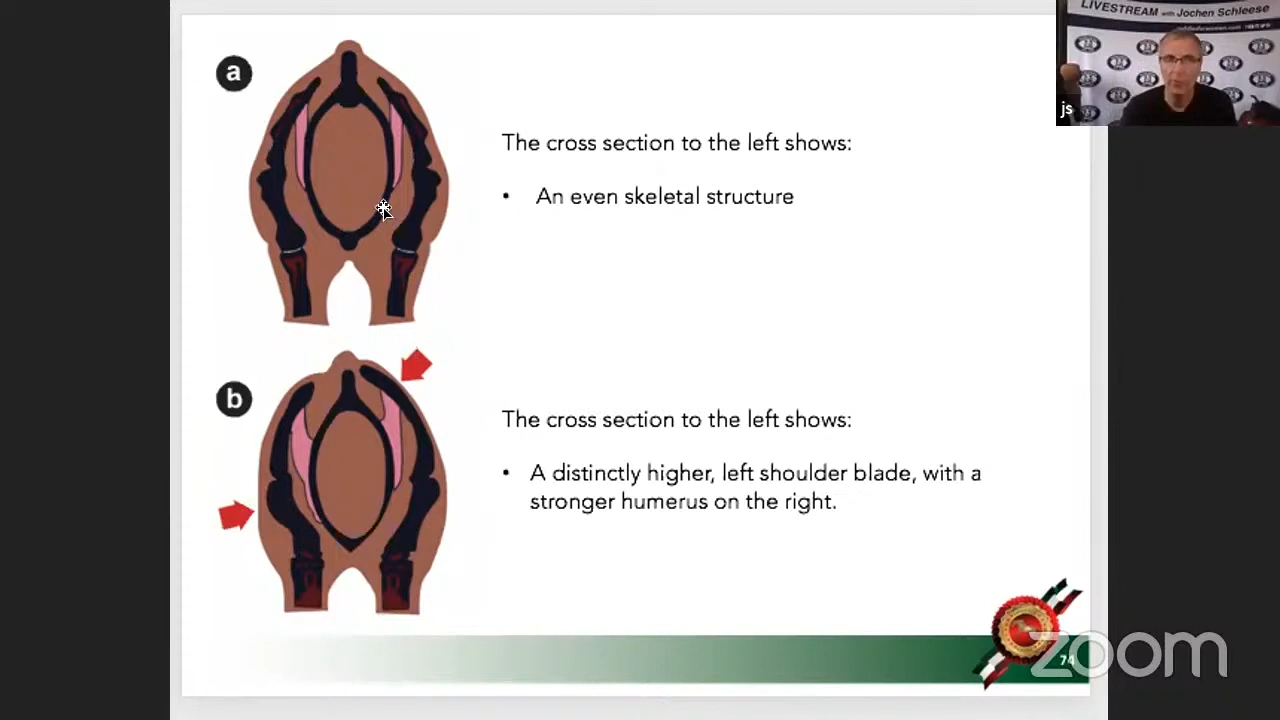 LIVESTREAM with Jochen Schleese
js
a
The cross section to the left shows:
• An even skeletal structure
b
The cross section to the left shows:
• A distinctly higher, left shoulder blade, with a
stronger humerus on the right.
74
zoom